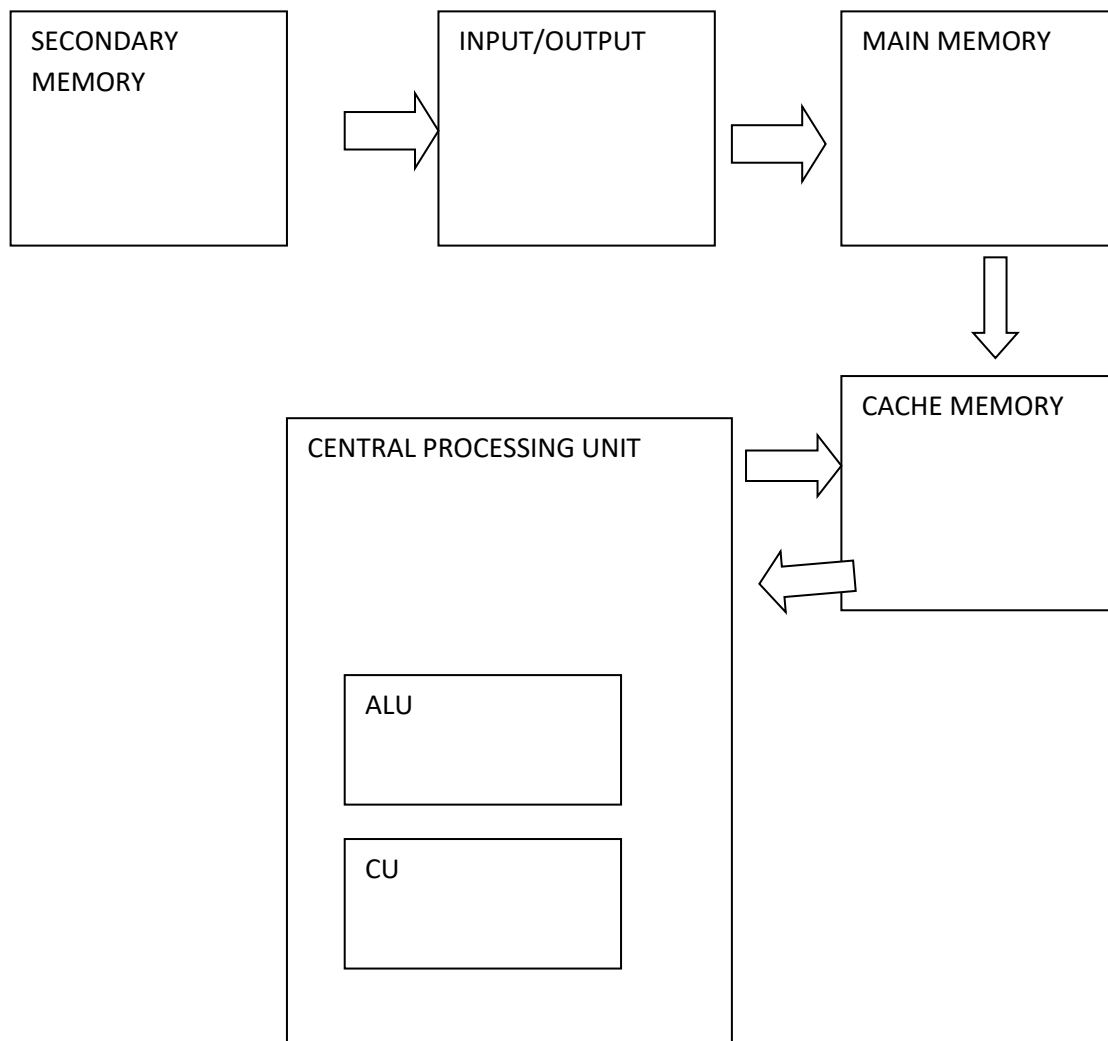 SECONDARY
MEMORY
INPUT/OUTPUT
MAIN MEMORY
CACHE MEMORY
CENTRAL PROCESSING UNIT
ALU
CU